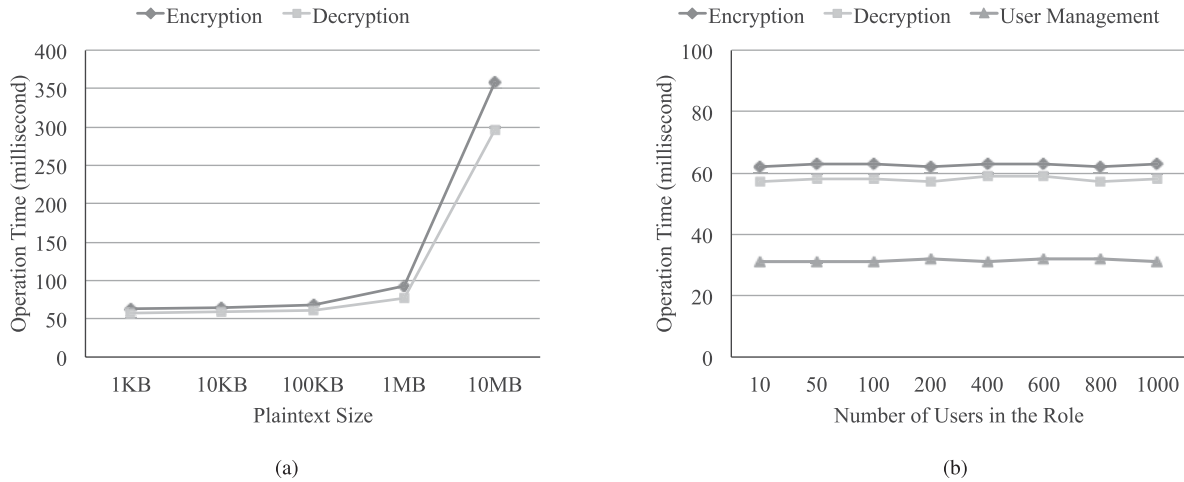 Encryption Decryption
400
350
300
250
200
150
100
50
0
Operation Time (millisecond)
1KB 10KB 100KB 1MB 10MB
Plaintext Size
(a)
Encryption Decryption User Management
100
80
60
40
20
0
Operation Time (millisecond)
10 50 100 200 400 600 800 1000
Number of Users in the Role
(b)